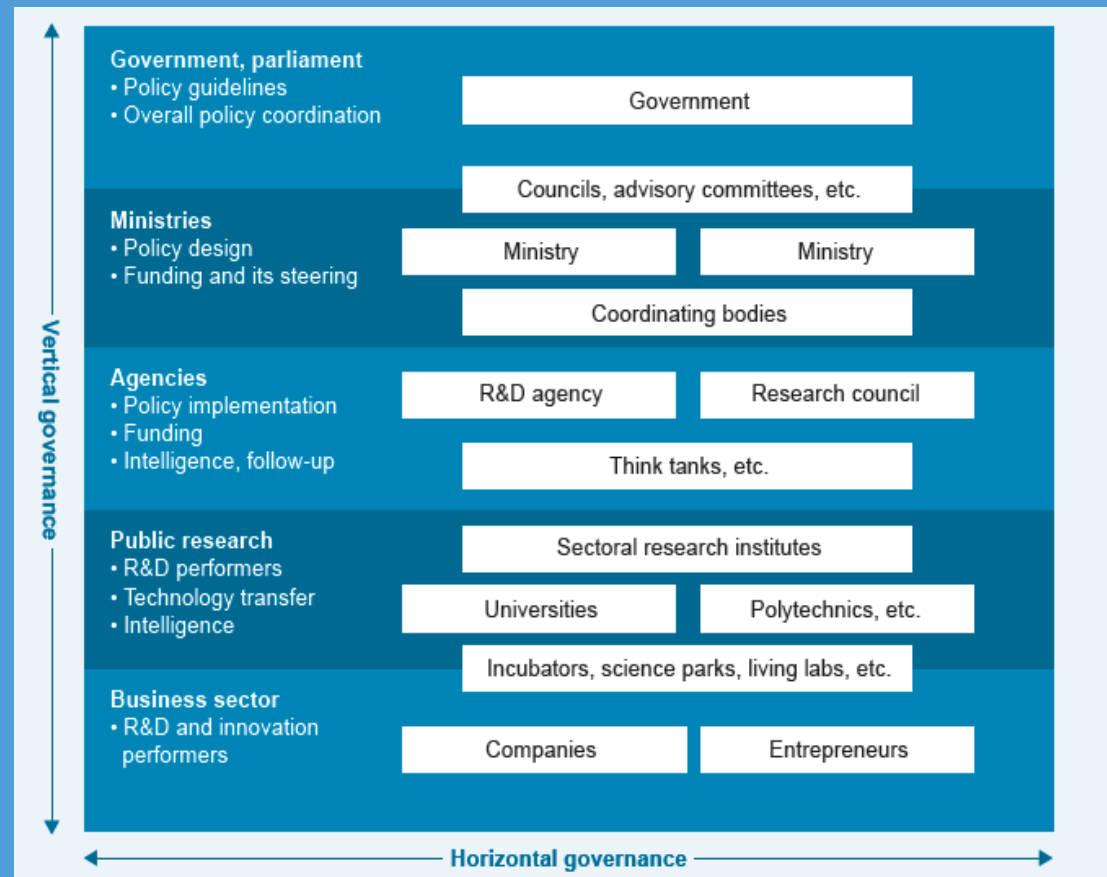 Government, parliament
• Policy guidelines
• Overall policy coordination
Government
Councils, advisory committees, etc.
Ministries
• Policy design
• Funding and its steering
Ministry
Ministry
Coordinating bodies
Agencies
• Policy implementation
• Funding
• Intelligence, follow-up
R&D agency
Research council
Think tanks, etc.
Public research
• R&D performers
• Technology transfer
• Intelligence
Sectoral research institutes
Universities
Polytechnics, etc.
Incubators, science parks, living labs, etc.
Business sector
• R&D and innovation
performers
Companies
Entrepreneurs
Vertical governance
Horizontal governance